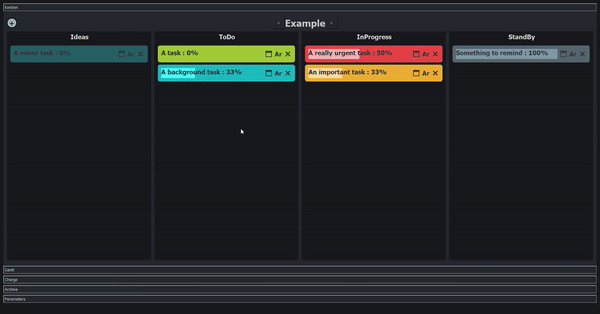 Kanban
Example
Ideas
ToDo
InProgress
StandBy
A minor task : 0% Ar
A task : 0% Ar
A really urgent task : 50% Ar
Something to remind : 100% Ar
A background task : 33% Ar
An important task : 33% Ar
Gantt
Charge
Archive
Parameters